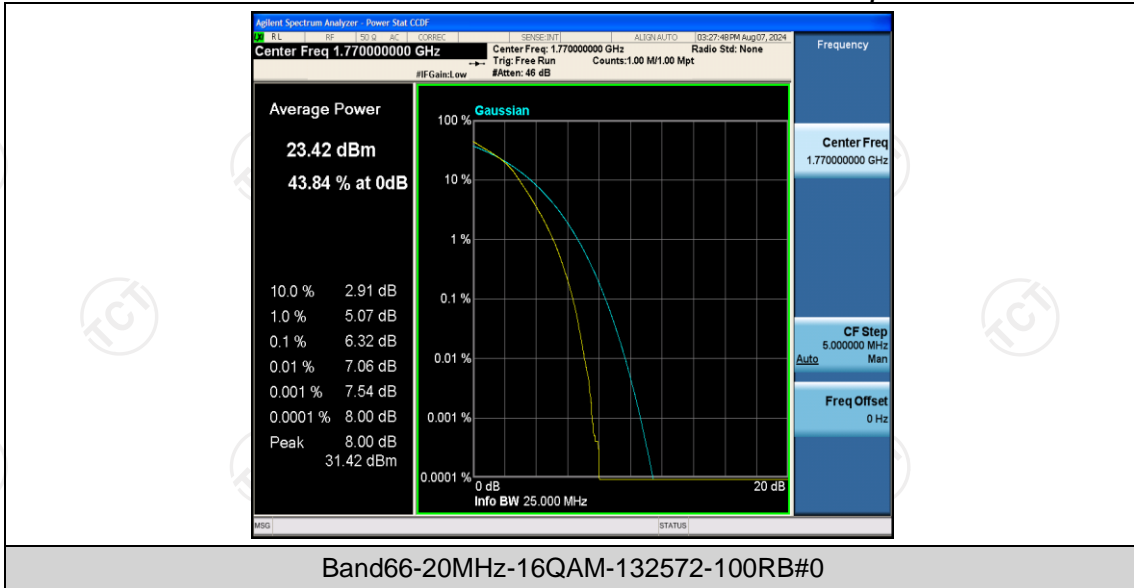 Agilent Spectrum Analyzer - Power Stat CCDF
LXI RL RF 50 Ω AC CORREC SENSE:INT ALIGN AUTO 03:27:48 PM Aug 07, 2024
Center Freq 1.770000000 GHz
Center Freq: 1.770000000 GHz Radio Std: None
Trig: Free Run Counts:1.00 M/1.00 Mpt
#IFGain:Low #Atten: 46 dB
Frequency
Average Power
23.42 dBm
43.84 % at 0dB
10.0 % 2.91 dB
1.0 % 5.07 dB
0.1 % 6.32 dB
0.01 % 7.06 dB
0.001 % 7.54 dB
0.0001 % 8.00 dB
Peak 8.00 dB
31.42 dBm
Gaussian
100 %
10 %
1 %
0.1 %
0.01 %
0.001 %
0.0001 %
0 dB 20 dB
Info BW 25.000 MHz
Center Freq
1.770000000 GHz
CF Step
5.000000 MHz
Auto Man
Freq Offset
0 Hz
MSG STATUS
TCT
TCT
Band66-20MHz-16QAM-132572-100RB#0